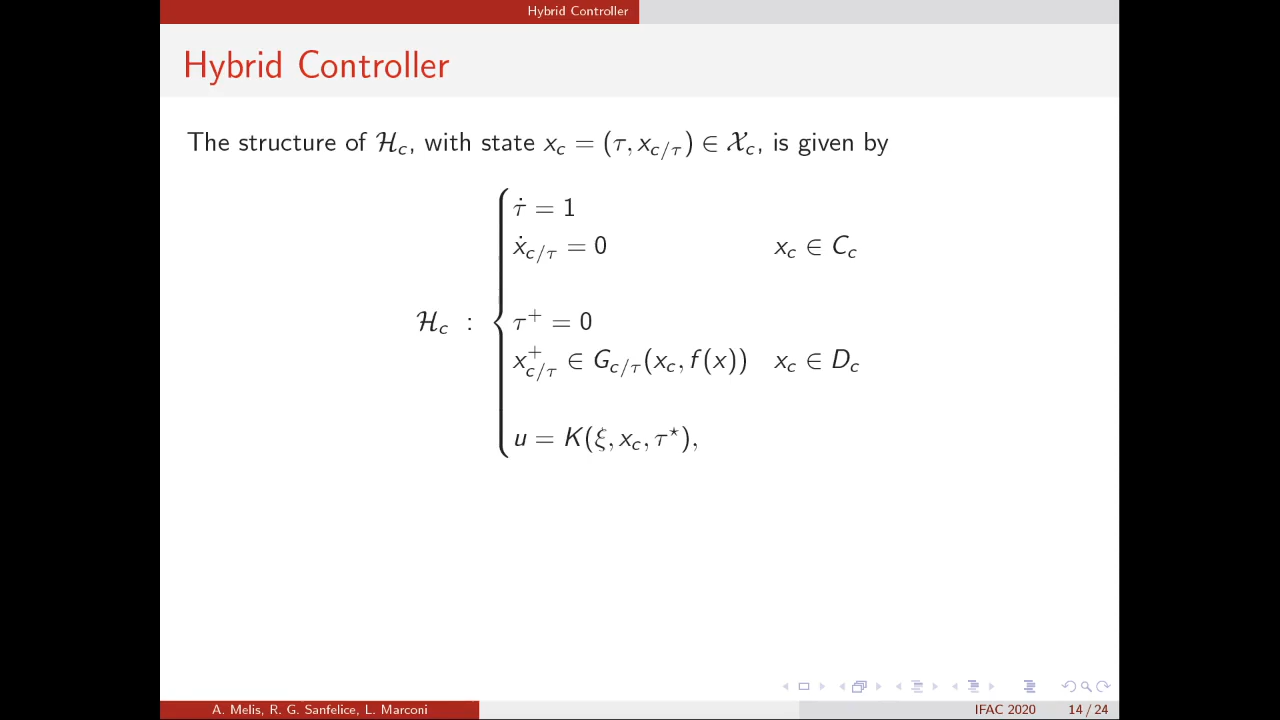 Hybrid Controller
Hybrid Controller
The structure of ℋ_c, with state x_c = (τ, x_{c/τ}) ∈ 𝒳_c, is given by
τ̇ = 1
ẋ_{c/τ} = 0 x_c ∈ C_c
ℋ_c :
τ⁺ = 0
x⁺_{c/τ} ∈ G_{c/τ}(x_c, f(x)) x_c ∈ D_c
u = K(ξ, x_c, τ*),
A. Melis, R. G. Sanfelice, L. Marconi IFAC 2020 14 / 24